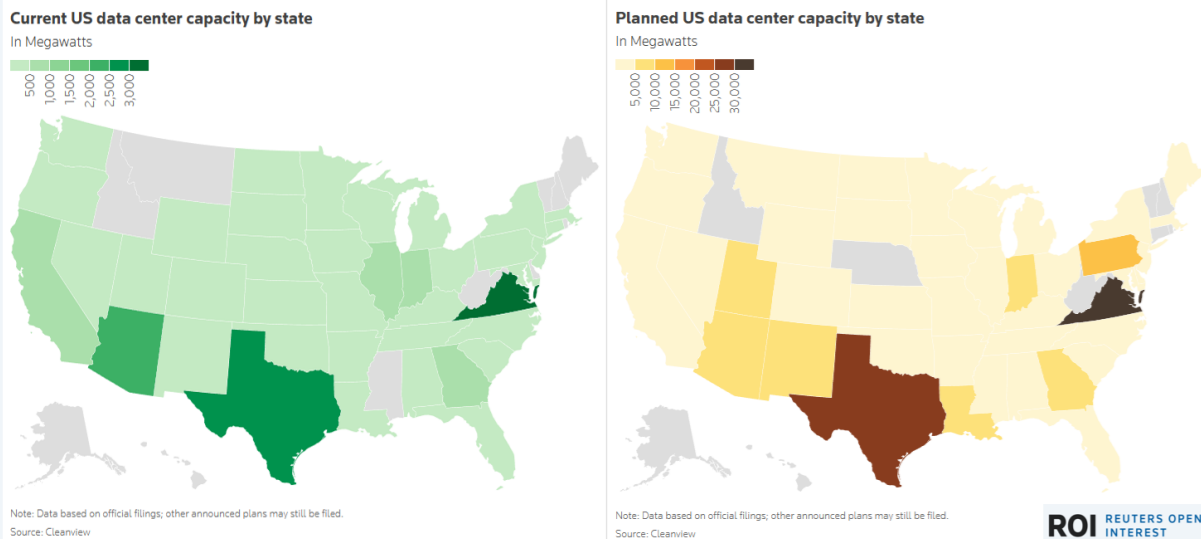 Current US data center capacity by state
In Megawatts
500
1,000
1,500
2,000
2,500
3,000
Note: Data based on official filings; other announced plans may still be filed.
Source: Cleanview
Planned US data center capacity by state
In Megawatts
5,000
10,000
15,000
20,000
25,000
30,000
Note: Data based on official filings; other announced plans may still be filed.
Source: Cleanview
ROI REUTERS OPEN
INTEREST